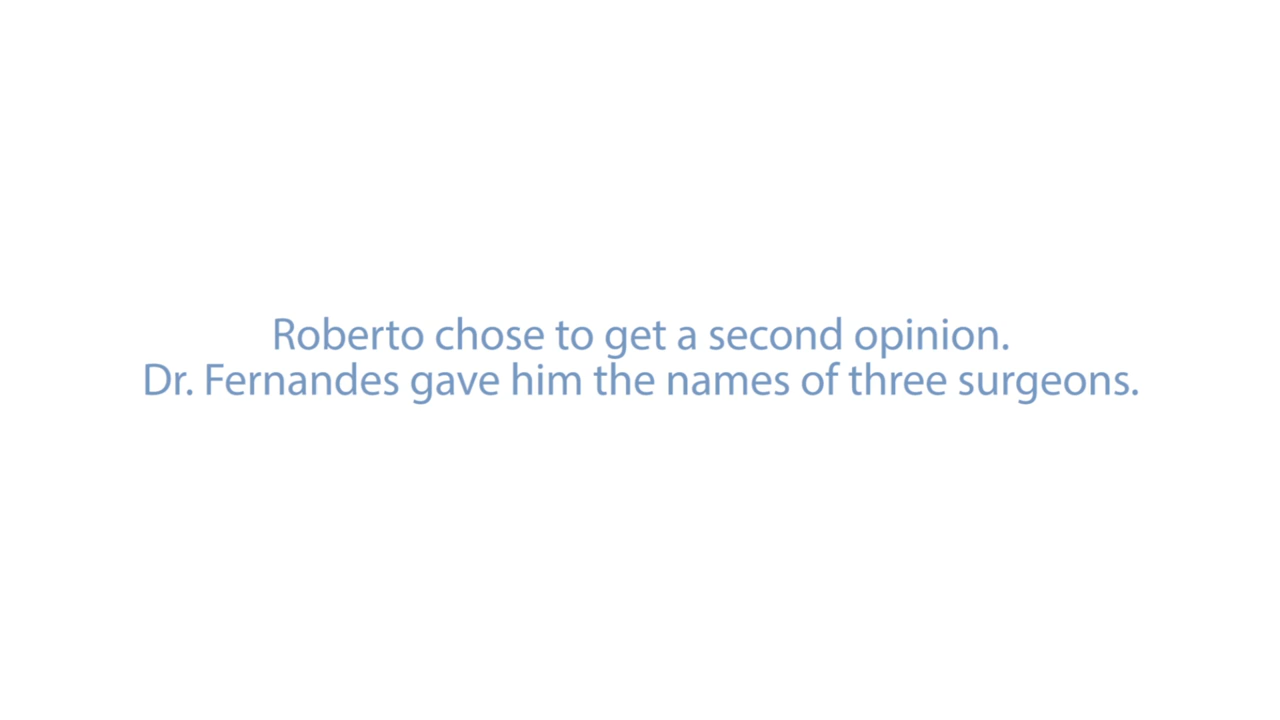 Roberto chose to get a second opinion.
Dr. Fernandes gave him the names of three surgeons.